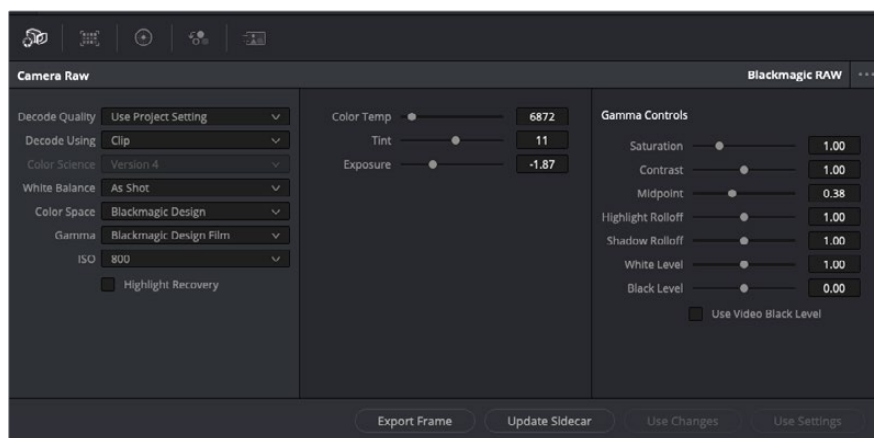 Camera Raw
Blackmagic RAW
Decode Quality Use Project Setting
Decode Using Clip
Color Science Version 4
White Balance As Shot
Color Space Blackmagic Design
Gamma Blackmagic Design Film
ISO 800
Highlight Recovery
Color Temp 6872
Tint 11
Exposure -1.87
Gamma Controls
Saturation 1.00
Contrast 1.00
Midpoint 0.38
Highlight Rolloff 1.00
Shadow Rolloff 1.00
White Level 1.00
Black Level 0.00
Use Video Black Level
Export Frame
Update Sidecar
Use Changes
Use Settings